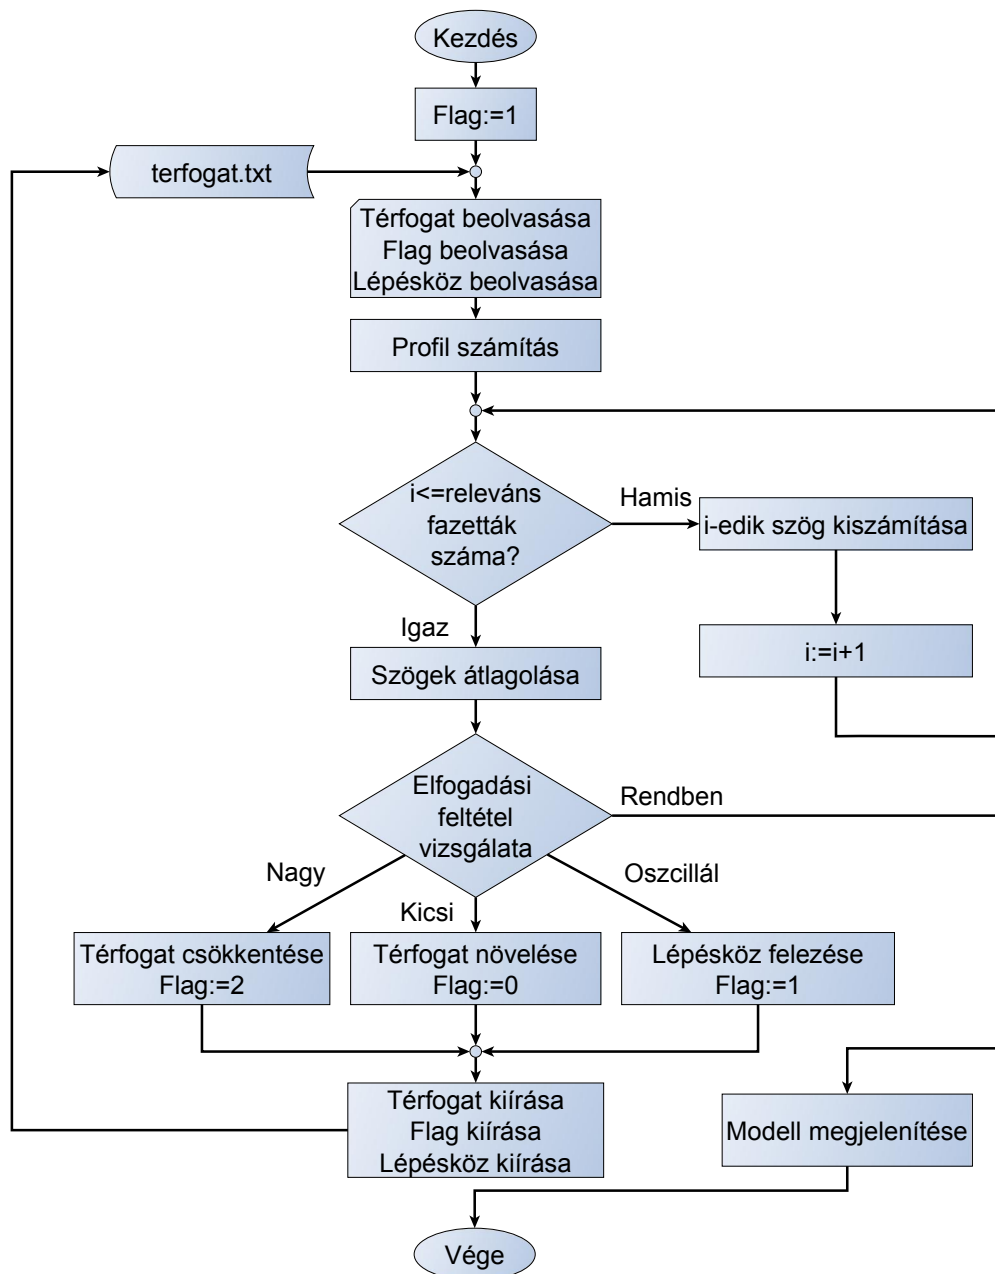 Kezdés
Flag:=1
terfogat.txt
Térfogat beolvasása
Flag beolvasása
Lépésköz beolvasása
Profil számítás
i<=releváns
fazetták
száma?
Hamis
i-edik szög kiszámítása
i:=i+1
Igaz
Szögek átlagolása
Elfogadási
feltétel
vizsgálata
Rendben
Nagy
Kicsi
Oszcillál
Térfogat csökkentése
Flag:=2
Térfogat növelése
Flag:=0
Lépésköz felezése
Flag:=1
Térfogat kiírása
Flag kiírása
Lépésköz kiírása
Modell megjelenítése
Vége